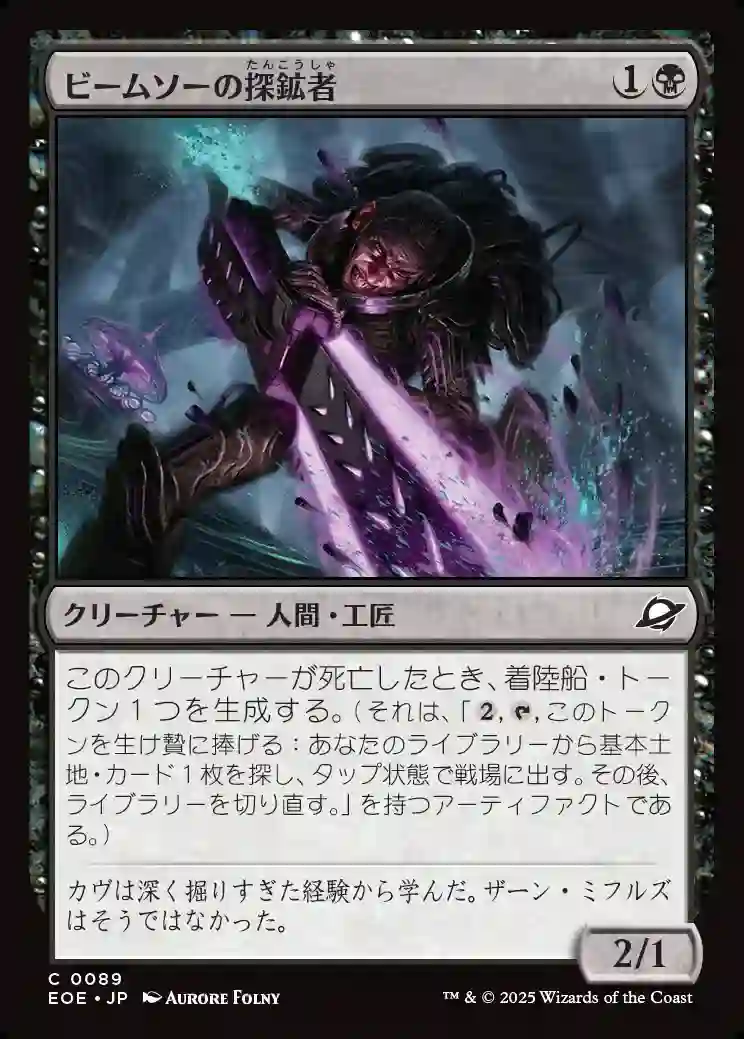 ビームソーの探鉱者
たんこうしゃ
1
クリーチャー — 人間・工匠
このクリーチャーが死亡したとき、着陸船・トー
クン1つを生成する。(それは、「2, T,このトーク
ンを生け贄に捧げる:あなたのライブラリーから基本土
地・カード1枚を探し、タップ状態で戦場に出す。その後、
ライブラリーを切り直す。」を持つアーティファクトであ
る。)
カヴは深く掘りすぎた経験から学んだ。ザーン・ミフルズ
はそうではなかった。
2/1
C 0089
EOE • JP AURORE FOLNY
™ & © 2025 Wizards of the Coast